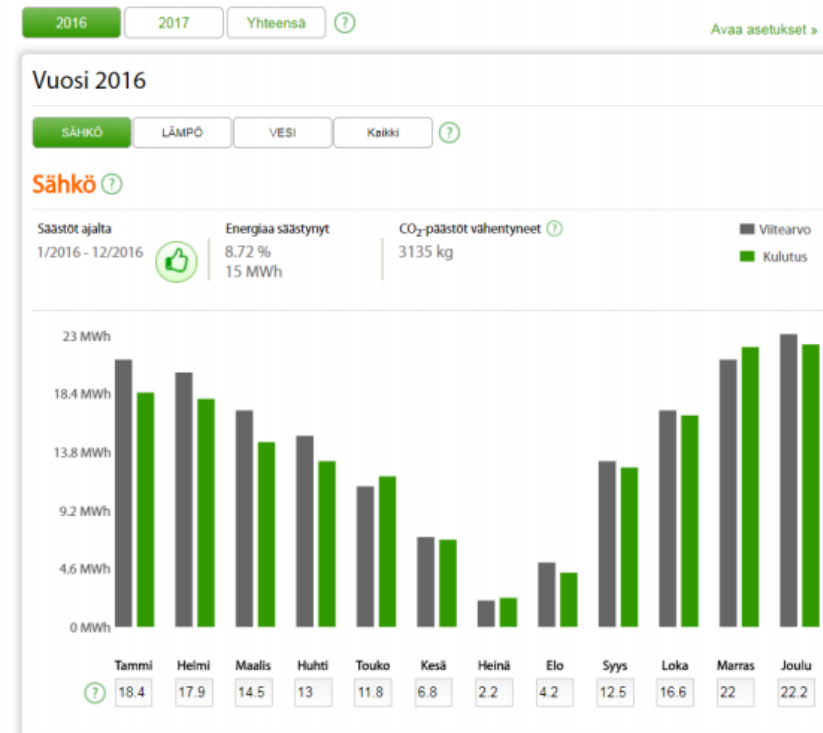 2016 2017 Yhteensä ?
Avaa asetukset »
Vuosi 2016
SÄHKÖ LÄMPÖ VESI Kaikki ?
Sähkö ?
Säästöt ajalta
1/2016 - 12/2016
Energiaa säästynyt
8.72 %
15 MWh
CO₂-päästöt vähentyneet ?
3135 kg
Viitearvo
Kulutus
23 MWh
18.4 MWh
13.8 MWh
9.2 MWh
4.6 MWh
0 MWh
Tammi Helmi Maalis Huhti Touko Kesä Heinä Elo Syys Loka Marras Joulu
? 18.4 17.9 14.5 13 11.8 6.8 2.2 4.2 12.5 16.6 22 22.2